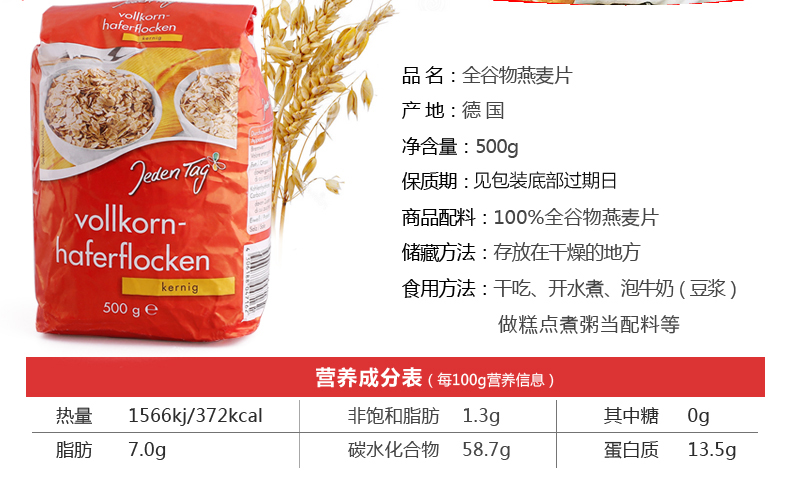 vollkorn-
haferflocken
kernig
Jeden Tag
vollkorn-
haferflocken
kernig
500 g ℮
品 名：全谷物燕麦片
产 地：德 国
净含量：500g
保质期：见包装底部过期日
商品配料：100%全谷物燕麦片
储藏方法：存放在干燥的地方
食用方法：干吃、开水煮、泡牛奶（豆浆）
做糕点煮粥当配料等
营养成分表（每100g营养信息）
热量 1566kj/372kcal 非饱和脂肪 1.3g 其中糖 0g
脂肪 7.0g 碳水化合物 58.7g 蛋白质 13.5g